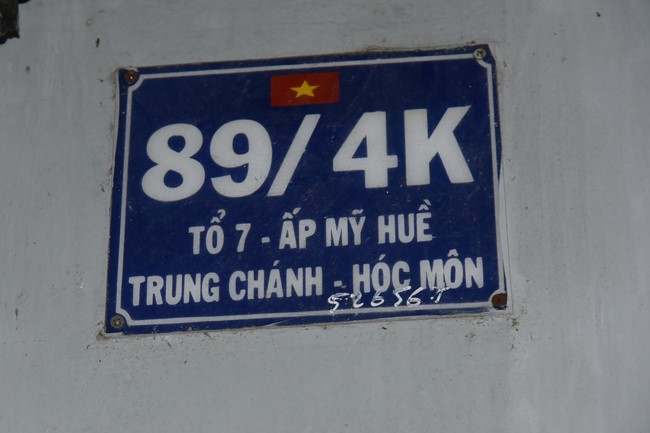 89/4K
TỔ 7 - ẤP MỸ HUỀ
TRUNG CHÁNH - HÓC MÔN